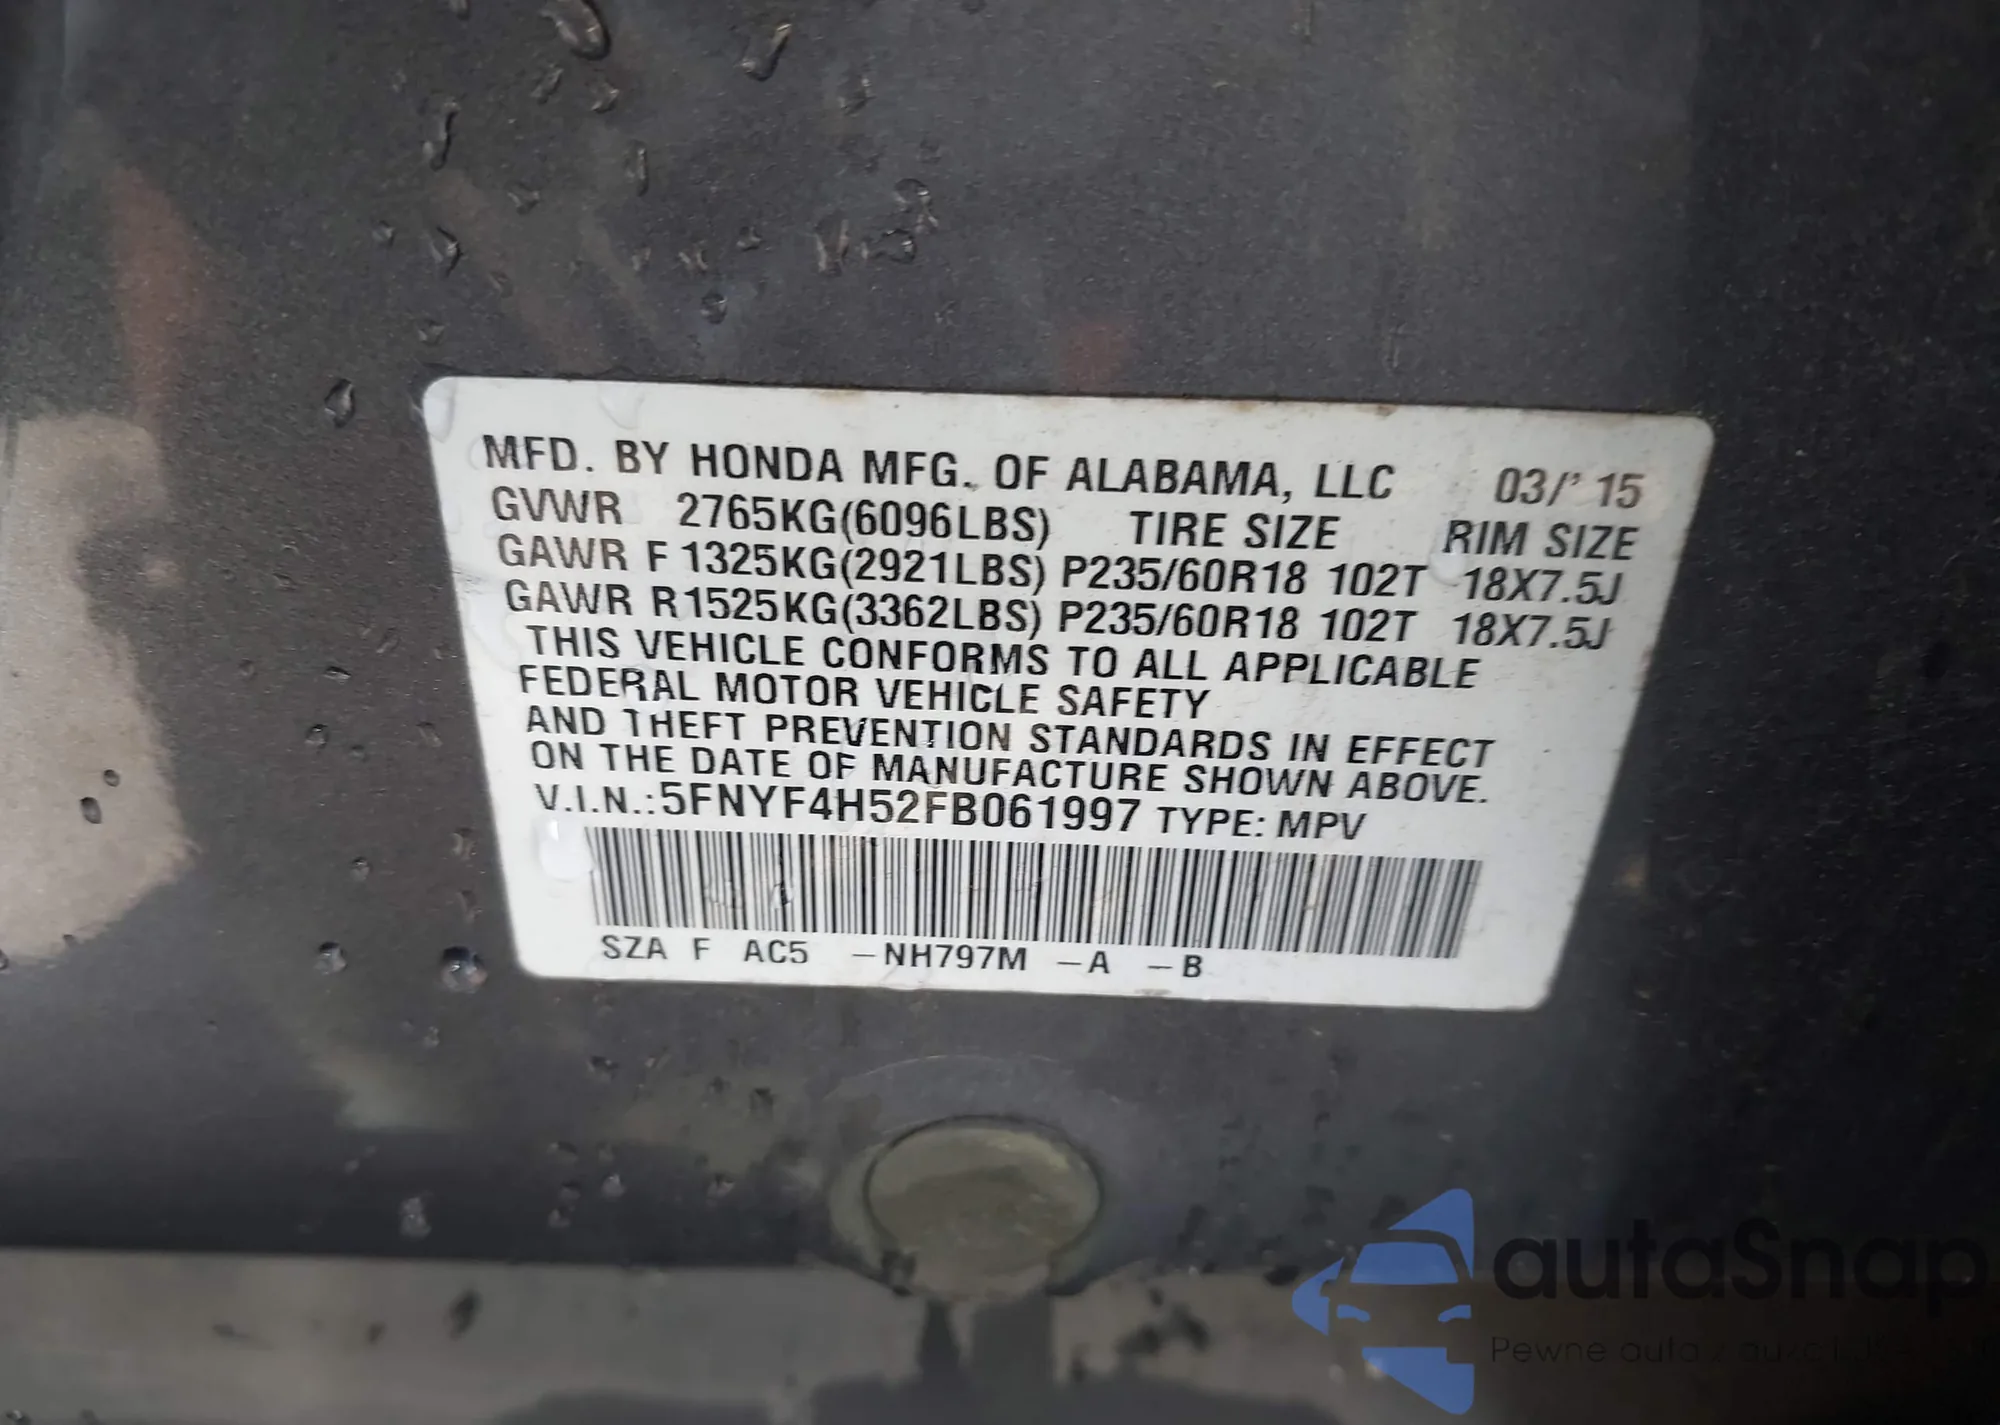 MFD. BY HONDA MFG. OF ALABAMA, LLC 03/' 15
GVWR 2765KG(6096LBS) TIRE SIZE RIM SIZE
GAWR F 1325KG(2921LBS) P235/60R18 102T 18X7.5J
GAWR R1525KG(3362LBS) P235/60R18 102T 18X7.5J
THIS VEHICLE CONFORMS TO ALL APPLICABLE
FEDERAL MOTOR VEHICLE SAFETY
AND THEFT PREVENTION STANDARDS IN EFFECT
ON THE DATE OF MANUFACTURE SHOWN ABOVE.
V.I.N.:5FNYF4H52FB061997 TYPE: MPV
SZA F AC5 -NH797M -A -B
autaSnap
Pewne auta z